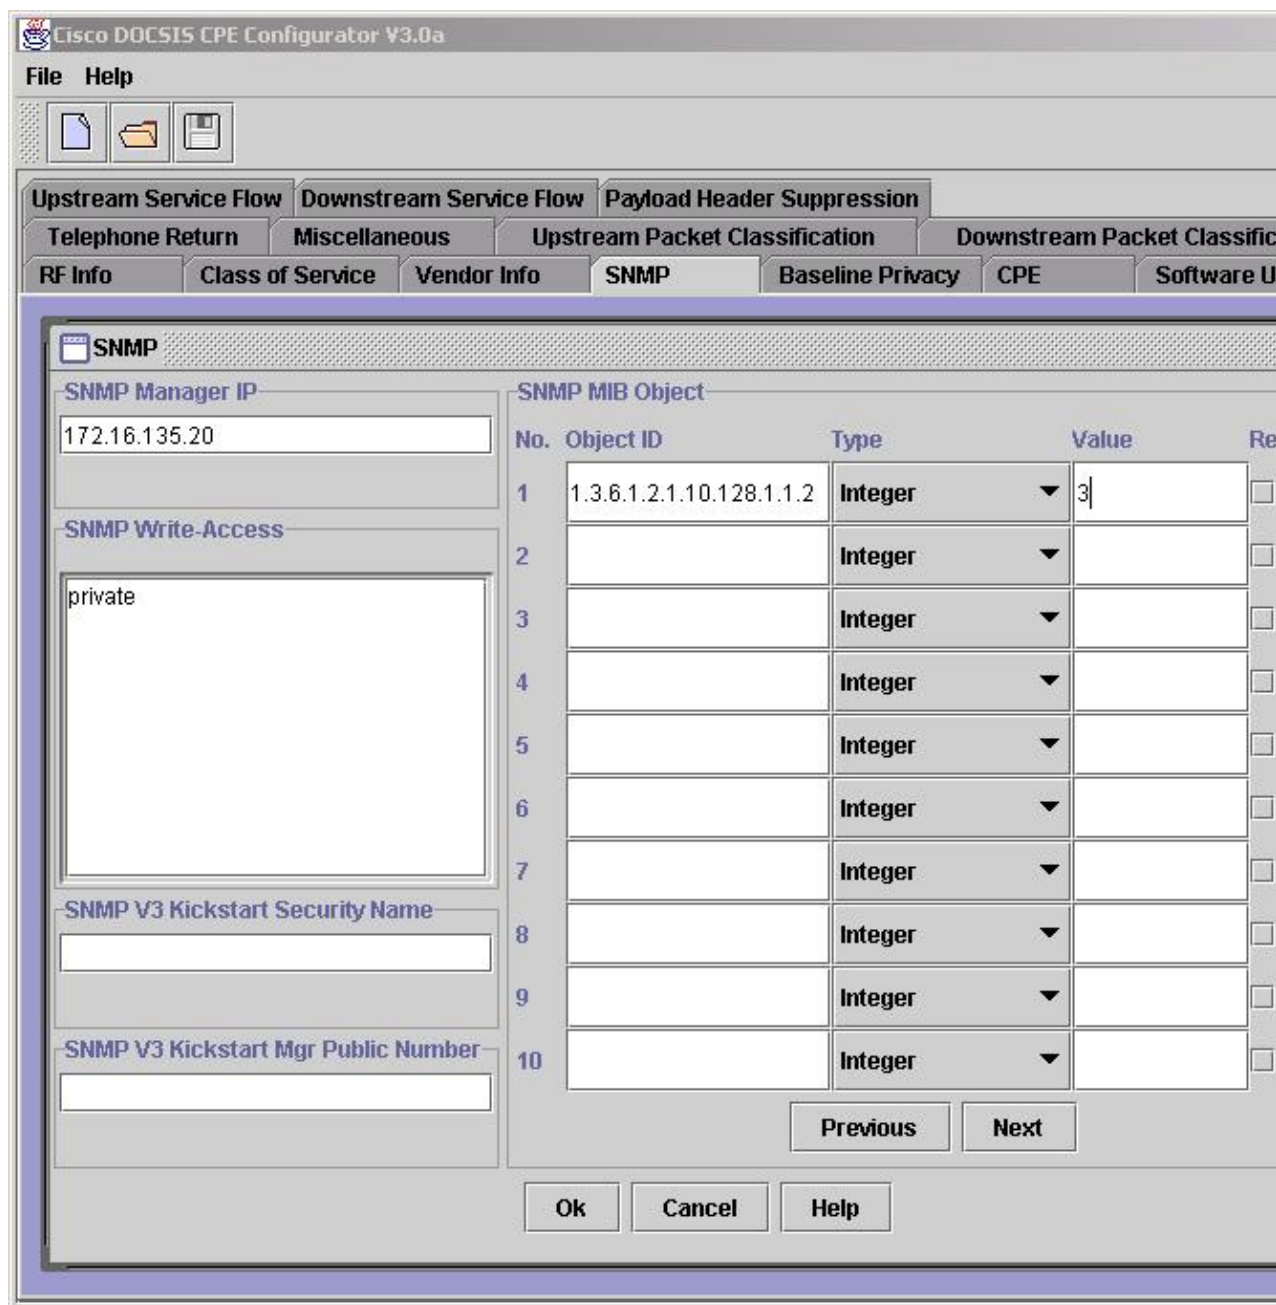 Cisco DOCSIS CPE Configurator V3.0a
File Help
Upstream Service Flow Downstream Service Flow Payload Header Suppression
Telephone Return Miscellaneous Upstream Packet Classification Downstream Packet Classific
RF Info Class of Service Vendor Info SNMP Baseline Privacy CPE Software U
SNMP
SNMP Manager IP
172.16.135.20
SNMP Write-Access
private
SNMP V3 Kickstart Security Name
SNMP V3 Kickstart Mgr Public Number
SNMP MIB Object
No. Object ID Type Value Re
1 1.3.6.1.2.1.10.128.1.1.2 Integer 3
2 Integer
3 Integer
4 Integer
5 Integer
6 Integer
7 Integer
8 Integer
9 Integer
10 Integer
Previous Next
Ok Cancel Help